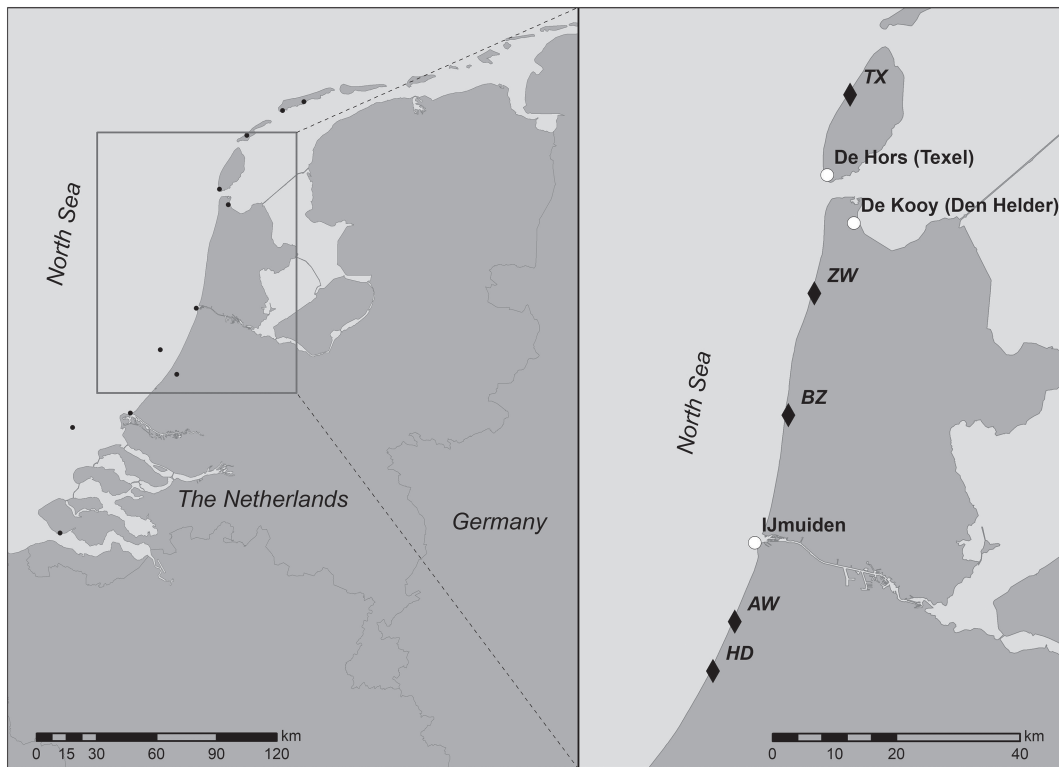 North Sea
The Netherlands
Germany
km
0 15 30 60 90 120
TX
De Hors (Texel)
De Kooy (Den Helder)
ZW
North Sea
BZ
IJmuiden
AW
HD
km
0 10 20 40